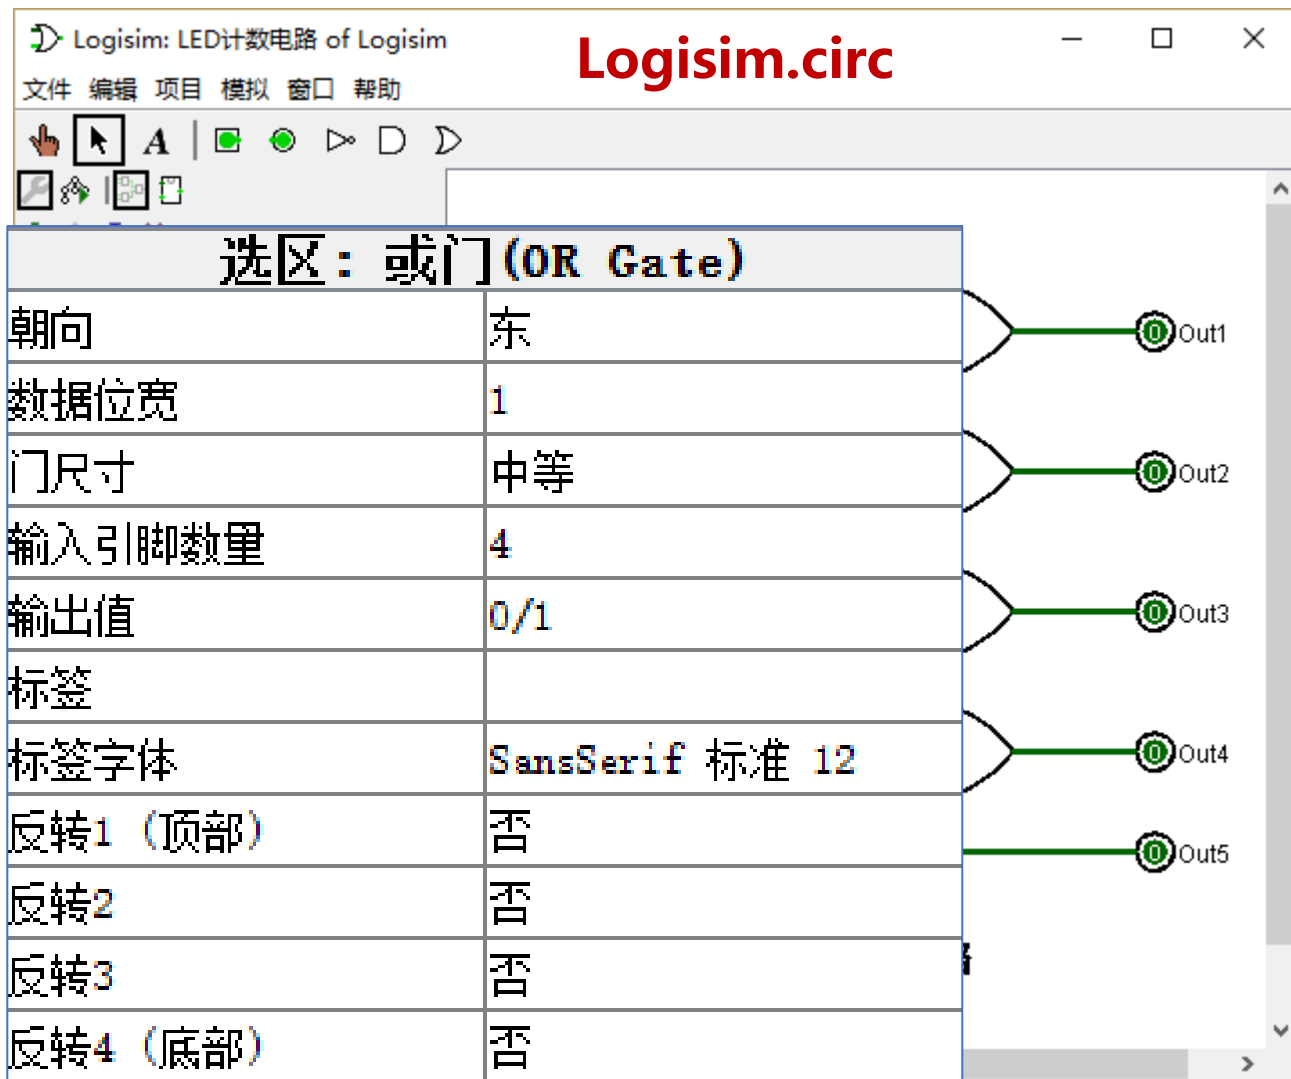 Logisim: LED计数电路 of Logisim
Logisim.circ
文件 编辑 项目 模拟 窗口 帮助
A
选区: 或门(OR Gate)
朝向 东
数据位宽 1
门尺寸 中等
输入引脚数量 4
输出值 0/1
标签
标签字体 SansSerif 标准 12
反转1 (顶部) 否
反转2 否
反转3 否
反转4 (底部) 否
0 Out1
0 Out2
0 Out3
0 Out4
0 Out5